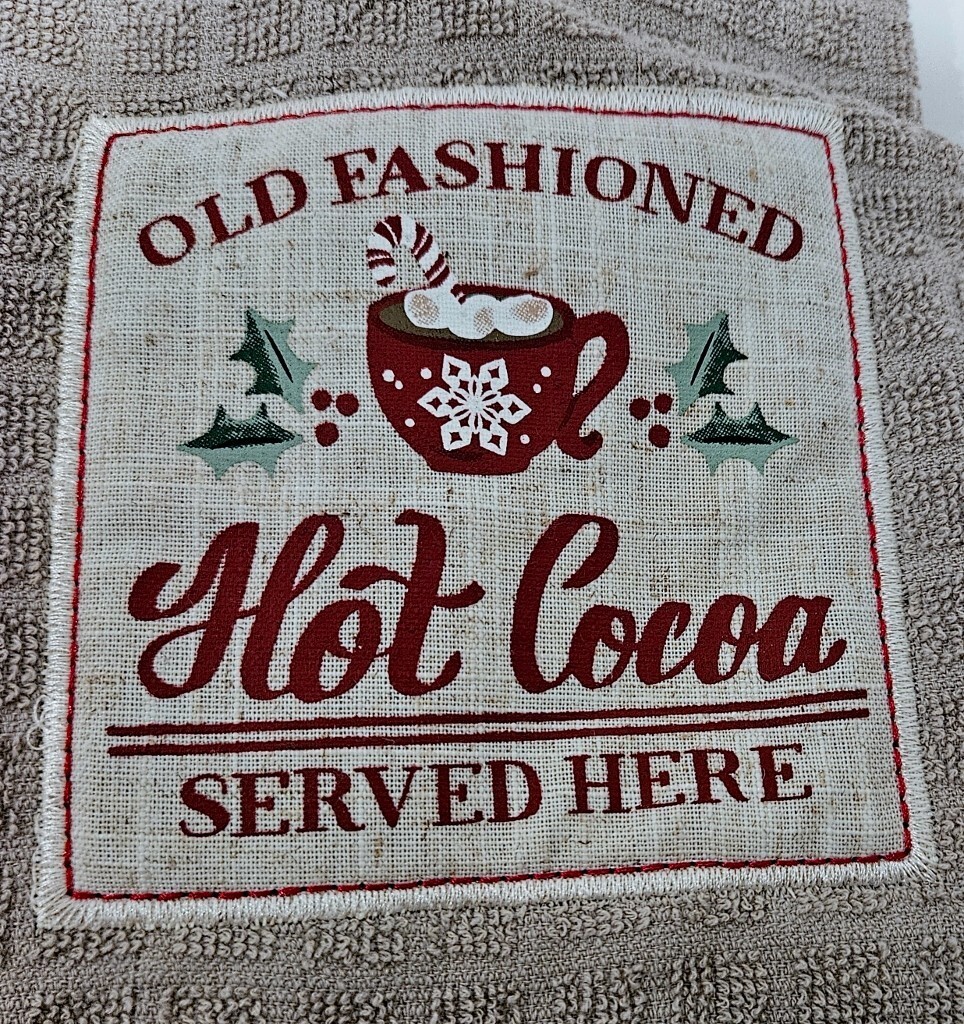 OLD FASHIONED
Hot Cocoa
SERVED HERE